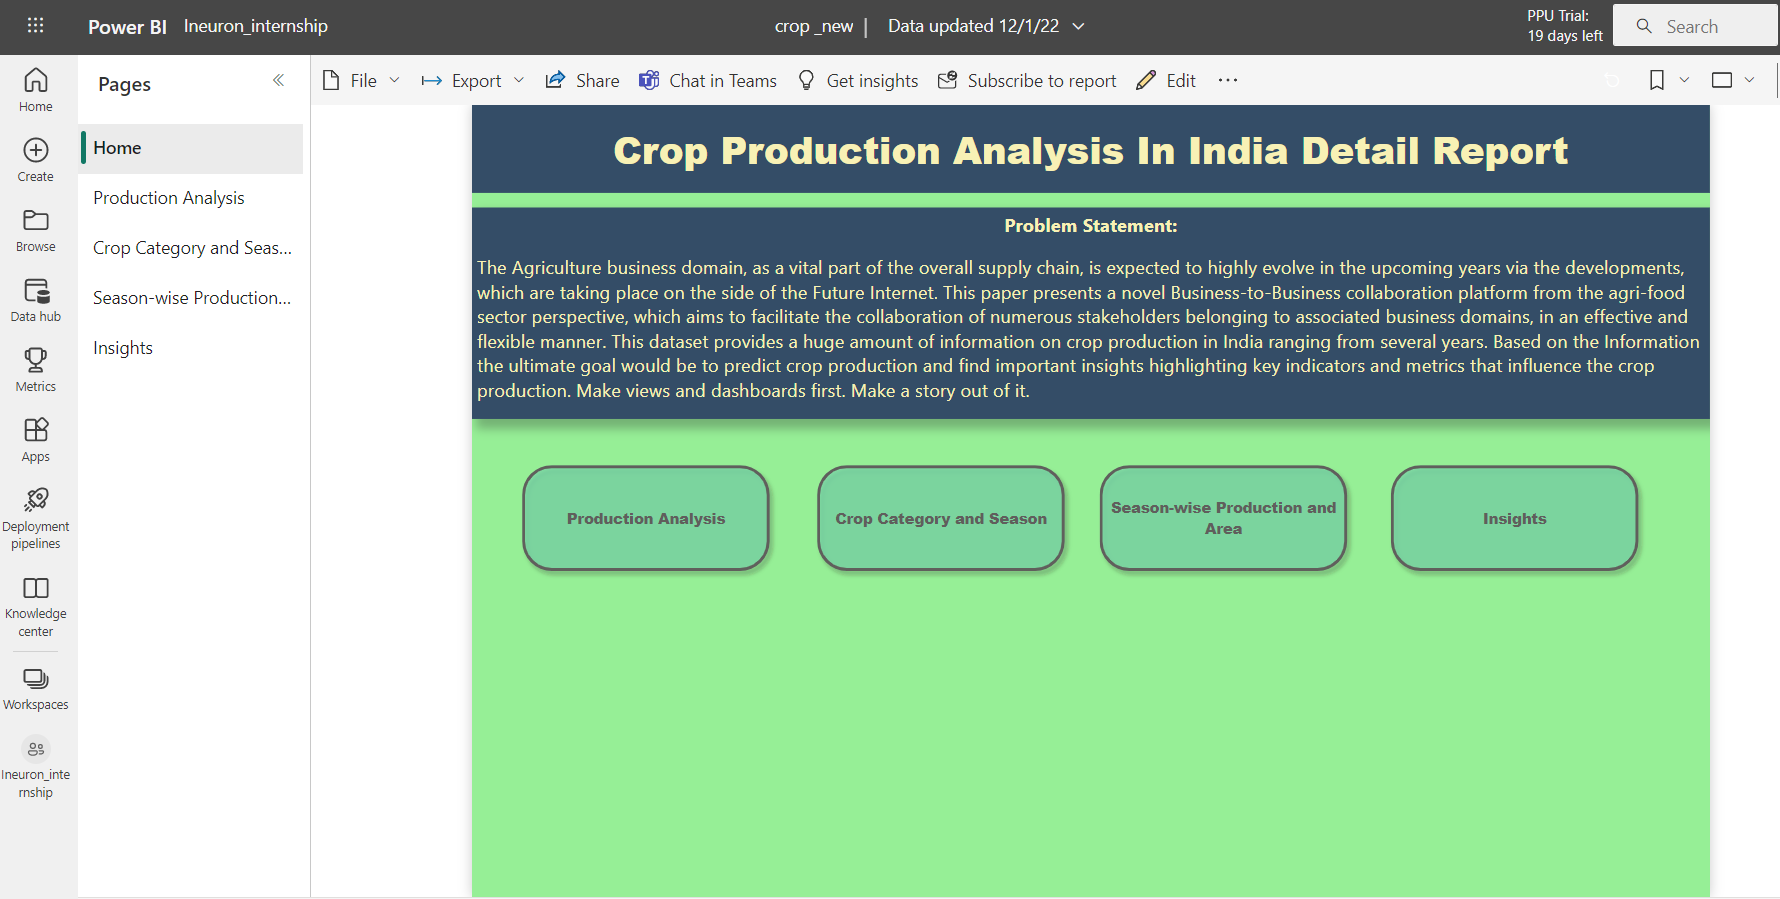 Power BI Ineuron_internship
crop _new | Data updated 12/1/22
PPU Trial:
19 days left
Search
Home
Create
Browse
Data hub
Metrics
Apps
Deployment
pipelines
Knowledge
center
Workspaces
Ineuron_inte
rnship
Pages
Home
Production Analysis
Crop Category and Seas...
Season-wise Production...
Insights
File Export Share Chat in Teams Get insights Subscribe to report Edit ...
Crop Production Analysis In India Detail Report
Problem Statement:
The Agriculture business domain, as a vital part of the overall supply chain, is expected to highly evolve in the upcoming years via the developments,
which are taking place on the side of the Future Internet. This paper presents a novel Business-to-Business collaboration platform from the agri-food
sector perspective, which aims to facilitate the collaboration of numerous stakeholders belonging to associated business domains, in an effective and
flexible manner. This dataset provides a huge amount of information on crop production in India ranging from several years. Based on the Information
the ultimate goal would be to predict crop production and find important insights highlighting key indicators and metrics that influence the crop
production. Make views and dashboards first. Make a story out of it.
Production Analysis
Crop Category and Season
Season-wise Production and
Area
Insights